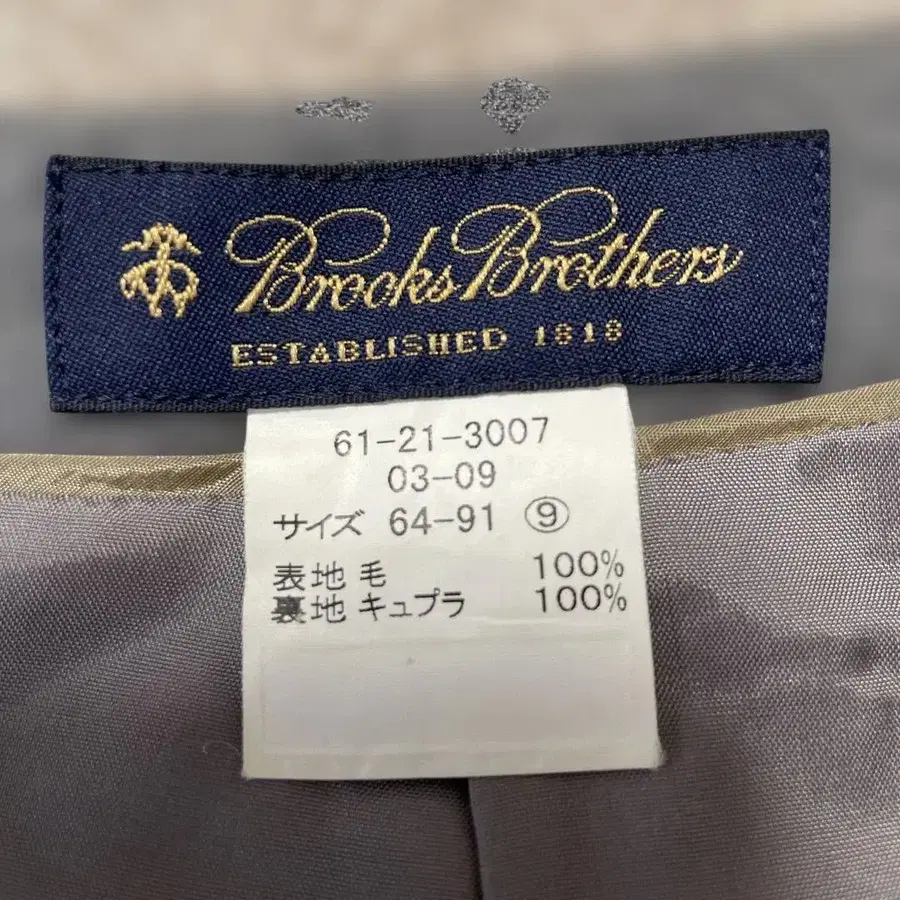 Brooks Brothers
ESTABLISHED 1818
61-21-3007
03-09
サイズ 64-91 ⑨
表地 毛 100%
裏地 キュプラ 100%